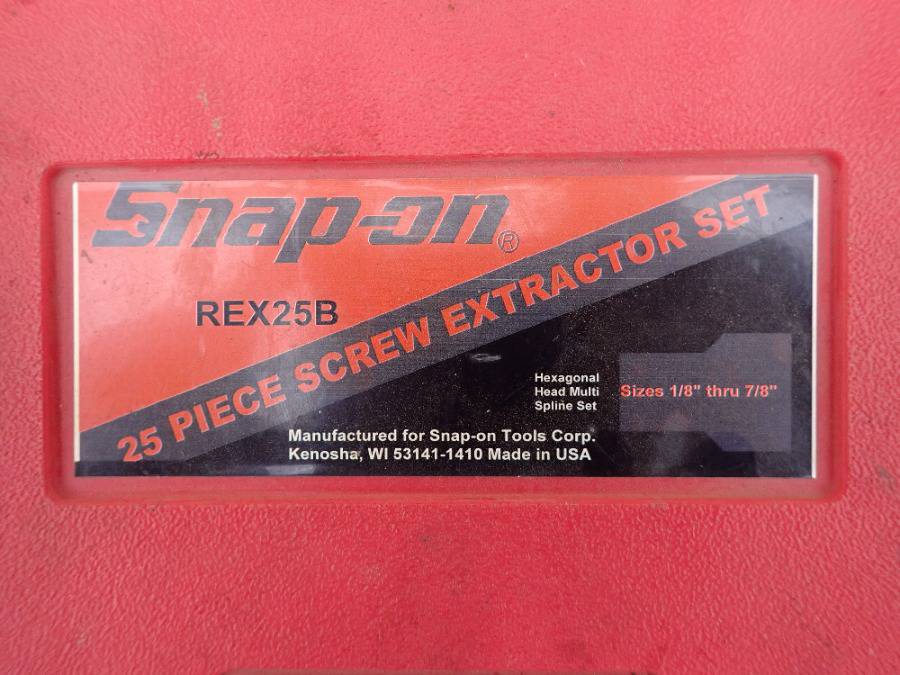 Snap-on®
REX25B
25 PIECE SCREW EXTRACTOR SET
Hexagonal
Head Multi
Spline Set
Sizes 1/8" thru 7/8"
Manufactured for Snap-on Tools Corp.
Kenosha, WI 53141-1410 Made in USA